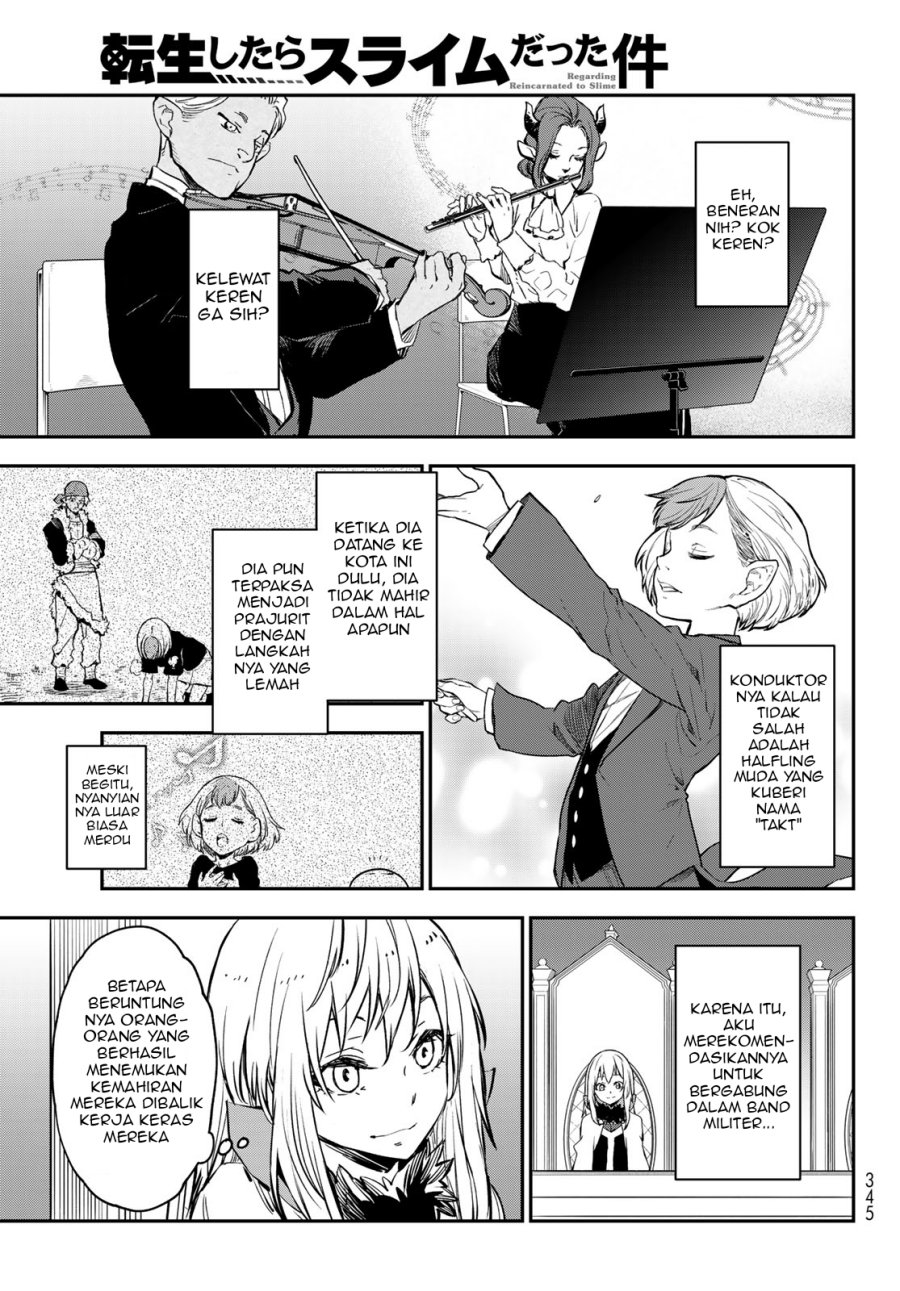 転生したらスライムだった件
Regarding
Reincarnated to Slime
EH,
BENERAN
NIH? KOK
KEREN?
KELEWAT
KEREN
GA SIH?
KONDUKTOR
NYA KALAU
TIDAK
SALAH
ADALAH
HALFLING
MUDA YANG
KUBERI
NAMA
"TAKT"
KETIKA DIA
DATANG KE
KOTA INI
DULU, DIA
TIDAK MAHIR
DALAM HAL
APAPUN
DIA PUN
TERPAKSA
MENJADI
PRAJURIT
DENGAN
LANGKAH
NYA YANG
LEMAH
MESKI
BEGITU,
NYANYIAN
NYA LUAR
BIASA
MERDU
KARENA ITU,
AKU
MEREKOMEN-
DASIKANNYA
UNTUK
BERGABUNG
DALAM BAND
MILITER...
BETAPA
BERUNTUNG
NYA ORANG-
ORANG YANG
BERHASIL
MENEMUKAN
KEMAHIRAN
MEREKA DIBALIK
KERJA KERAS
MEREKA
345